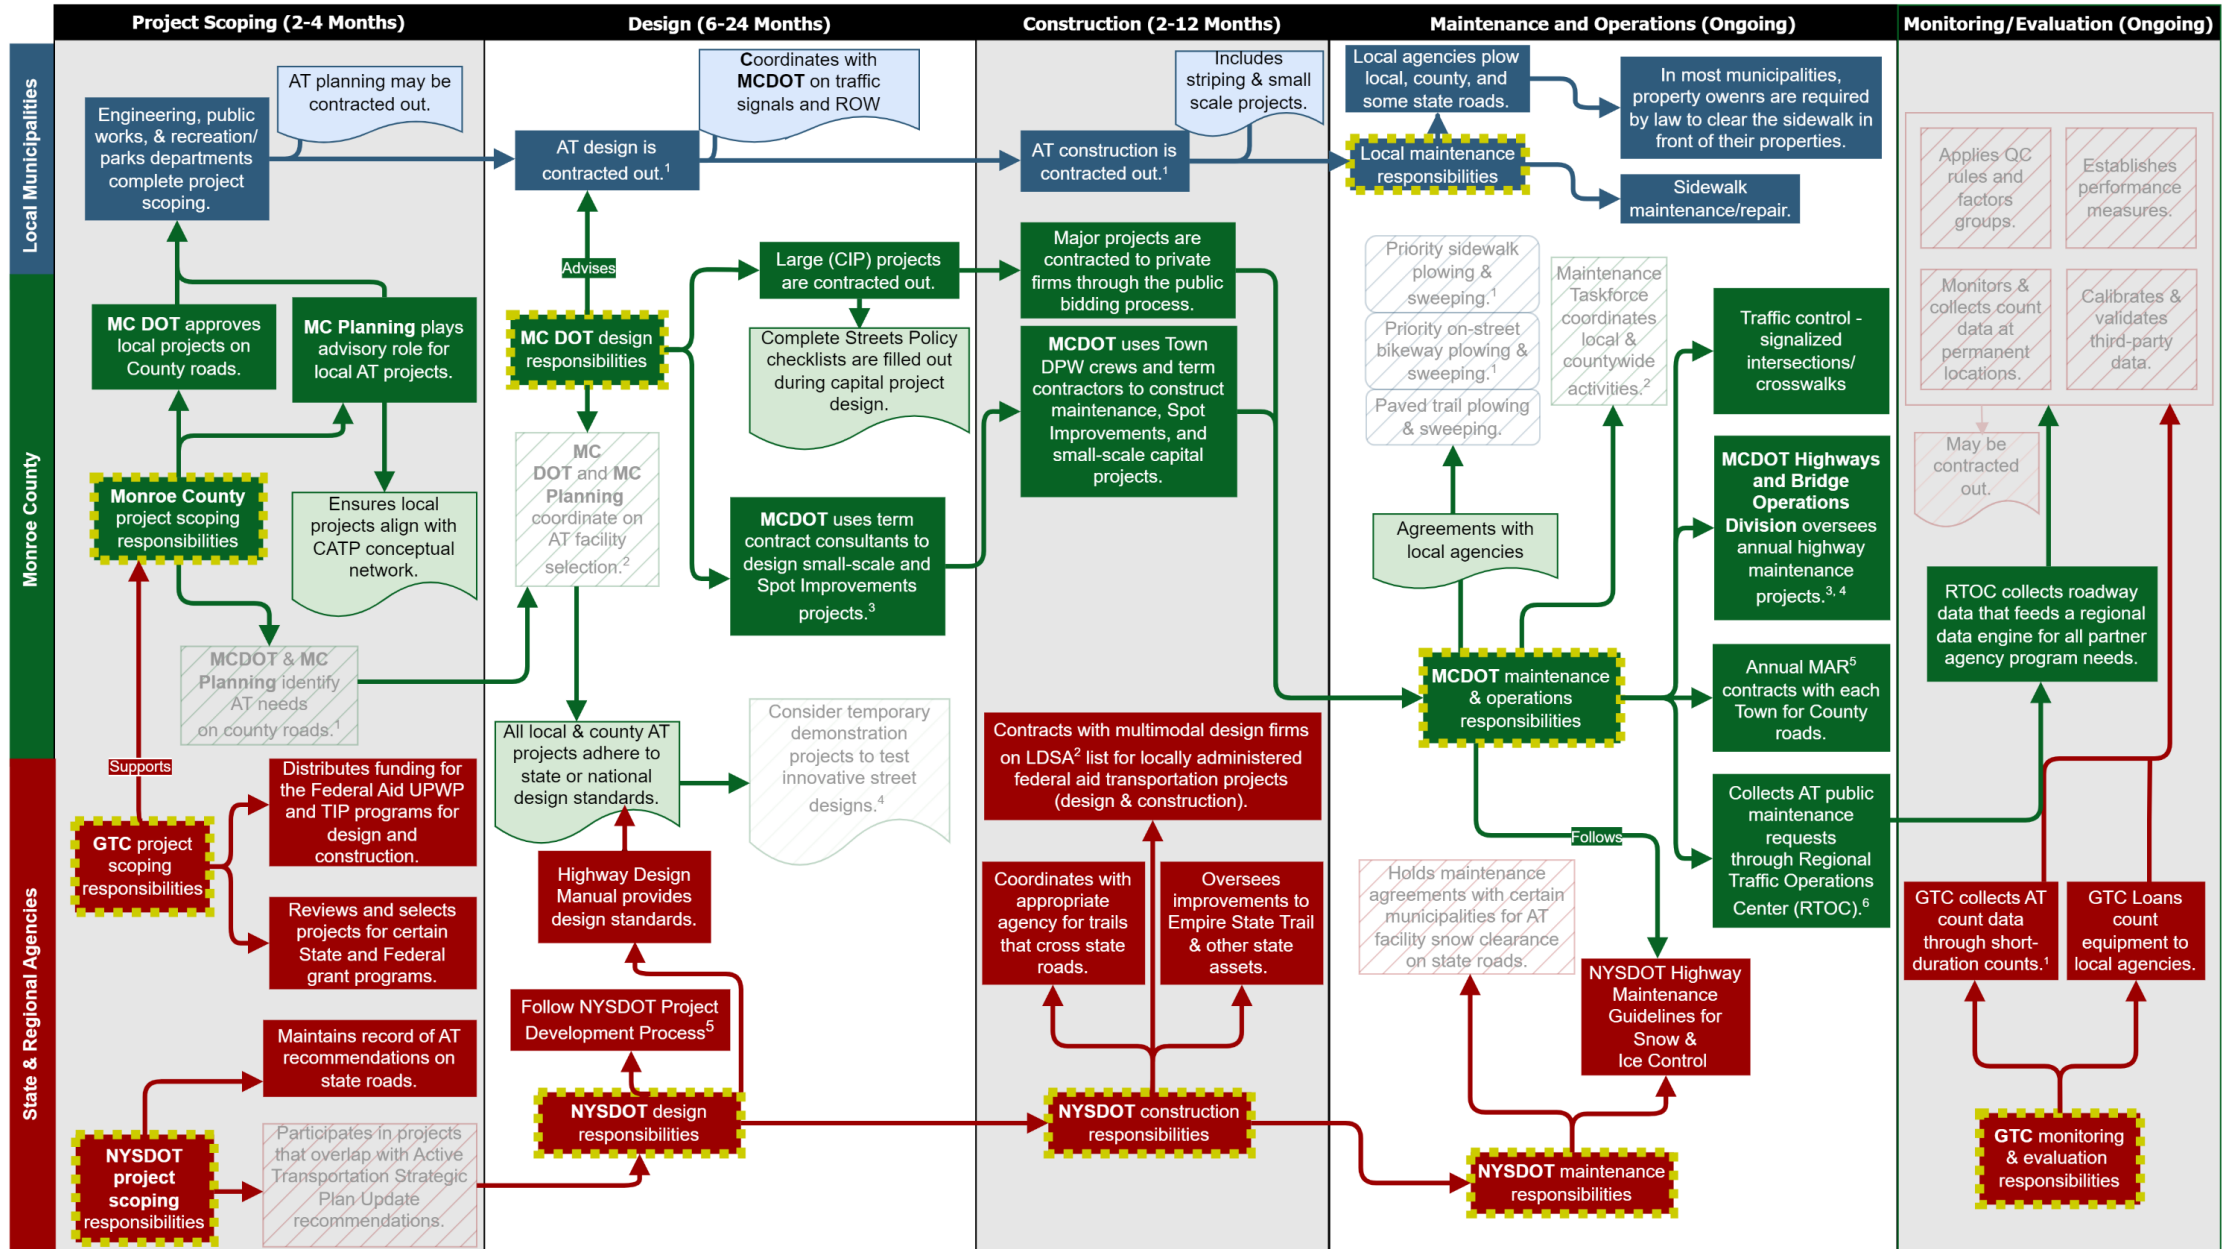 Project Scoping (2-4 Months)
Design (6-24 Months)
Construction (2-12 Months)
Maintenance and Operations (Ongoing)
Monitoring/Evaluation (Ongoing)
Local Municipalities
Engineering, public
works, & recreation/
parks departments
complete project
scoping.
AT planning may be
contracted out.
AT design is
contracted out.¹
Coordinates with
MCDOT on traffic
signals and ROW
AT construction is
contracted out.¹
Includes
striping & small
scale projects.
Local agencies plow
local, county, and
some state roads.
Local maintenance
responsibilities
In most municipalities,
property owenrs are required
by law to clear the sidewalk in
front of their properties.
Sidewalk
maintenance/repair.
Applies QC
rules and
factors
groups.
Establishes
performance
measures.
Monitors &
collects count
data at
permanent
locations.
Calibrates &
validates
third-party
data.
May be
contracted
out.
Monroe County
MC DOT approves
local projects on
County roads.
MC Planning plays
advisory role for
local AT projects.
Monroe County
project scoping
responsibilities
Ensures local
projects align with
CATP conceptual
network.
MCDOT & MC
Planning identify
AT needs
on county roads.¹
Advises
MC DOT design
responsibilities
Large (CIP) projects
are contracted out.
Complete Streets Policy
checklists are filled out
during capital project
design.
MC
DOT and MC
Planning
coordinate on
AT facility
selection.²
MCDOT uses term
contract consultants to
design small-scale and
Spot Improvements
projects.³
All local & county AT
projects adhere to
state or national
design standards.
Consider temporary
demonstration
projects to test
innovative street
designs.⁴
Major projects are
contracted to private
firms through the public
bidding process.
MCDOT uses Town
DPW crews and term
contractors to construct
maintenance, Spot
Improvements, and
small-scale capital
projects.
Priority sidewalk
plowing &
sweeping.¹
Priority on-street
bikeway plowing &
sweeping.¹
Paved trail plowing
& sweeping.
Maintenance
Taskforce
coordinates
local &
countywide
activities.²
Agreements with
local agencies
MCDOT maintenance
& operations
responsibilities
Traffic control -
signalized
intersections/
crosswalks
MCDOT Highways
and Bridge
Operations
Division oversees
annual highway
maintenance
projects.³˒ ⁴
Annual MAR⁵
contracts with each
Town for County
roads.
Collects AT public
maintenance
requests
through Regional
Traffic Operations
Center (RTOC).⁶
Follows
RTOC collects roadway
data that feeds a regional
data engine for all partner
agency program needs.
State & Regional Agencies
Supports
GTC project
scoping
responsibilities
Distributes funding for
the Federal Aid UPWP
and TIP programs for
design and
construction.
Reviews and selects
projects for certain
State and Federal
grant programs.
Maintains record of AT
recommendations on
state roads.
NYSDOT
project
scoping
responsibilities
Participates in projects
that overlap with Active
Transportation Strategic
Plan Update
recommendations.
Highway Design
Manual provides
design standards.
Follow NYSDOT Project
Development Process⁵
NYSDOT design
responsibilities
Contracts with multimodal design firms
on LDSA² list for locally administered
federal aid transportation projects
(design & construction).
Coordinates with
appropriate
agency for trails
that cross state
roads.
Oversees
improvements to
Empire State Trail
& other state
assets.
NYSDOT construction
responsibilities
Holds maintenance
agreements with certain
municipalities for AT
facility snow clearance
on state roads.
NYSDOT Highway
Maintenance
Guidelines for
Snow &
Ice Control
NYSDOT maintenance
responsibilities
GTC collects AT
count data
through short-
duration counts.¹
GTC Loans
count
equipment to
local agencies.
GTC monitoring
& evaluation
responsibilities